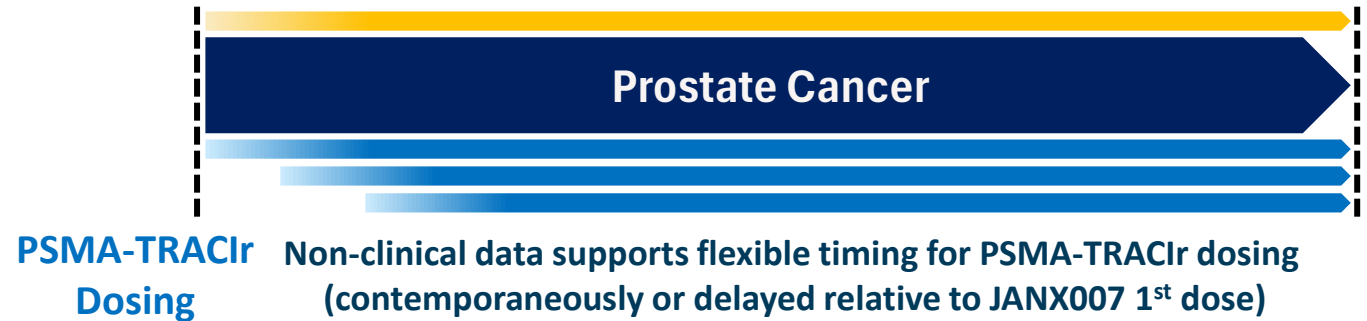 Prostate Cancer
PSMA-TRACIr
Dosing
Non-clinical data supports flexible timing for PSMA-TRACIr dosing
(contemporaneously or delayed relative to JANX007 1st dose)